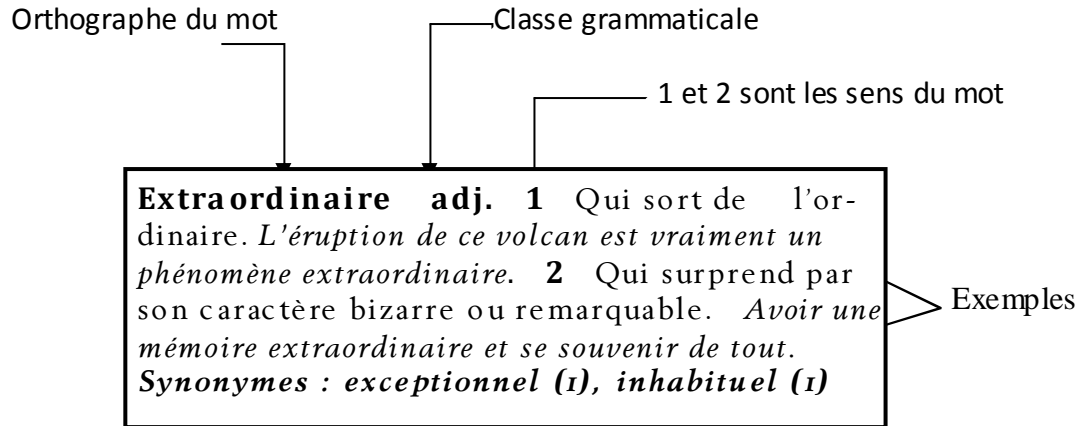 Orthographe du mot
Classe grammaticale
1 et 2 sont les sens du mot
Extraordinaire adj. 1 Qui sort de l'or-
dinaire. L'éruption de ce volcan est vraiment un
phénomène extraordinaire. 2 Qui surprend par
son caractère bizarre ou remarquable. Avoir une
mémoire extraordinaire et se souvenir de tout.
Synonymes : exceptionnel (1), inhabituel (1)
Exemples